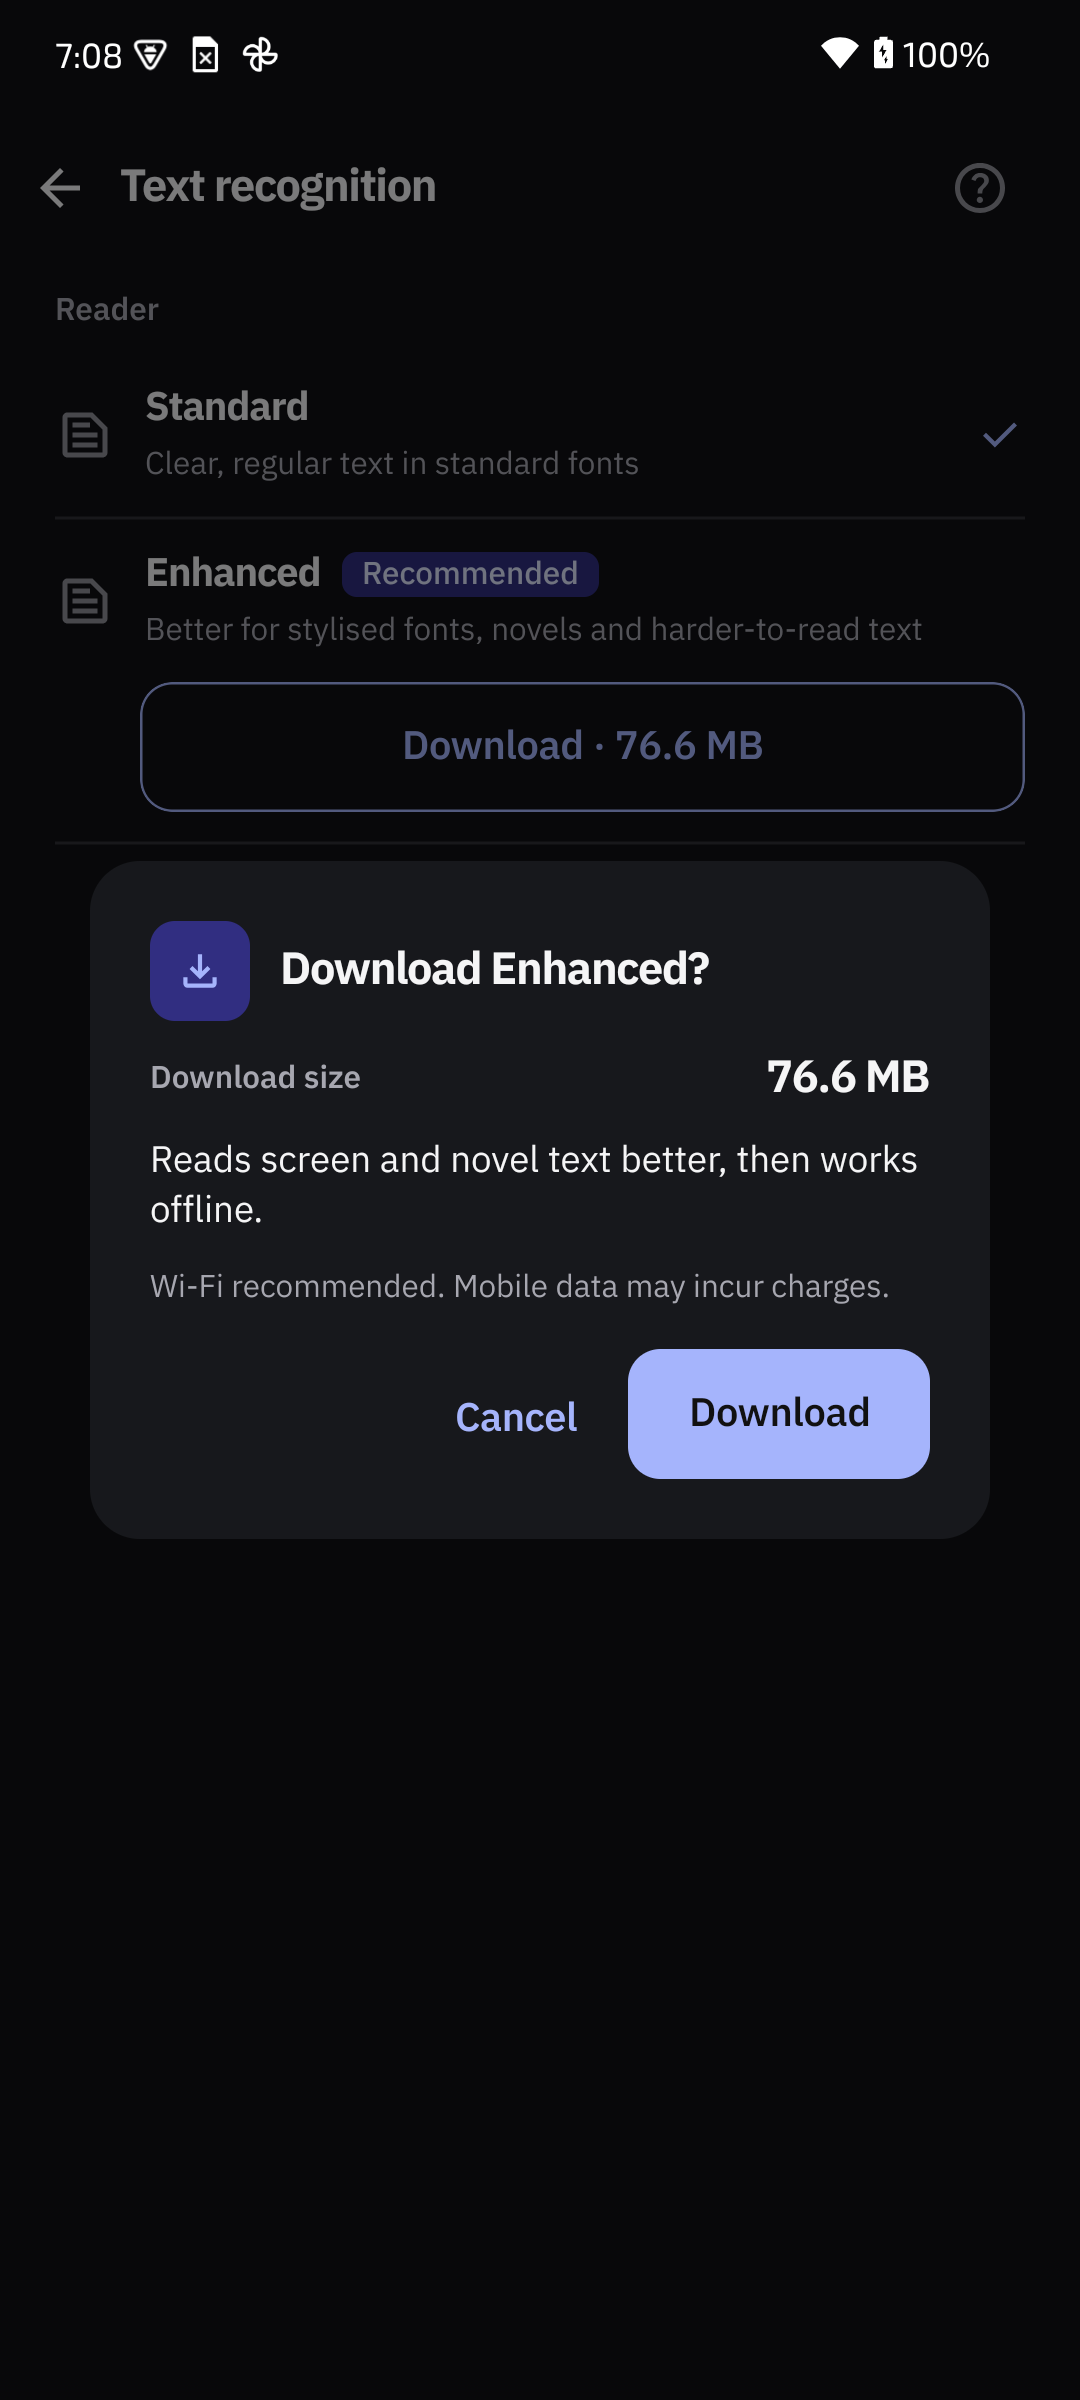 7:08
100%
Text recognition
Reader
Standard
Clear, regular text in standard fonts
Enhanced Recommended
Better for stylised fonts, novels and harder-to-read text
Download · 76.6 MB
Download Enhanced?
Download size 76.6 MB
Reads screen and novel text better, then works
offline.
Wi-Fi recommended. Mobile data may incur charges.
Cancel Download